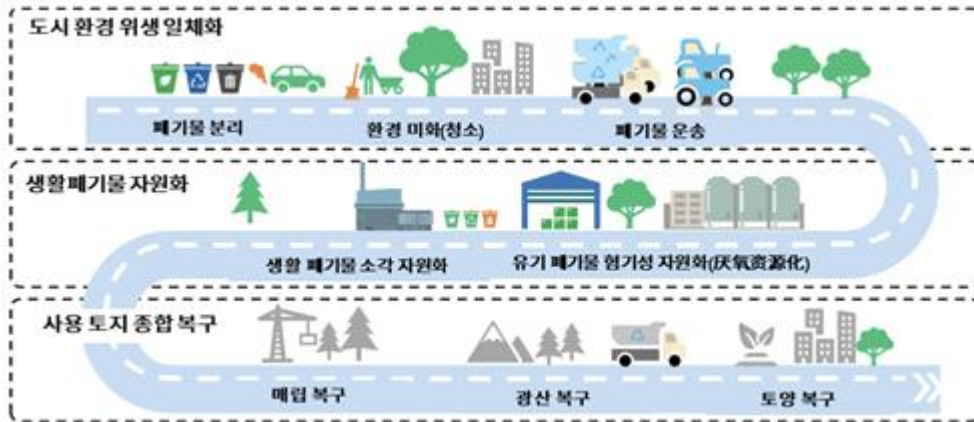 도시 환경 위생 일체화
폐기물 분리
환경 미화(청소)
폐기물 운송
생활폐기물 자원화
생활 폐기물 소각 자원화
유기 폐기물 혐기성 자원화(厌氧资源化)
사용 토지 종합 복구
매립 복구
광산 복구
토양 복구